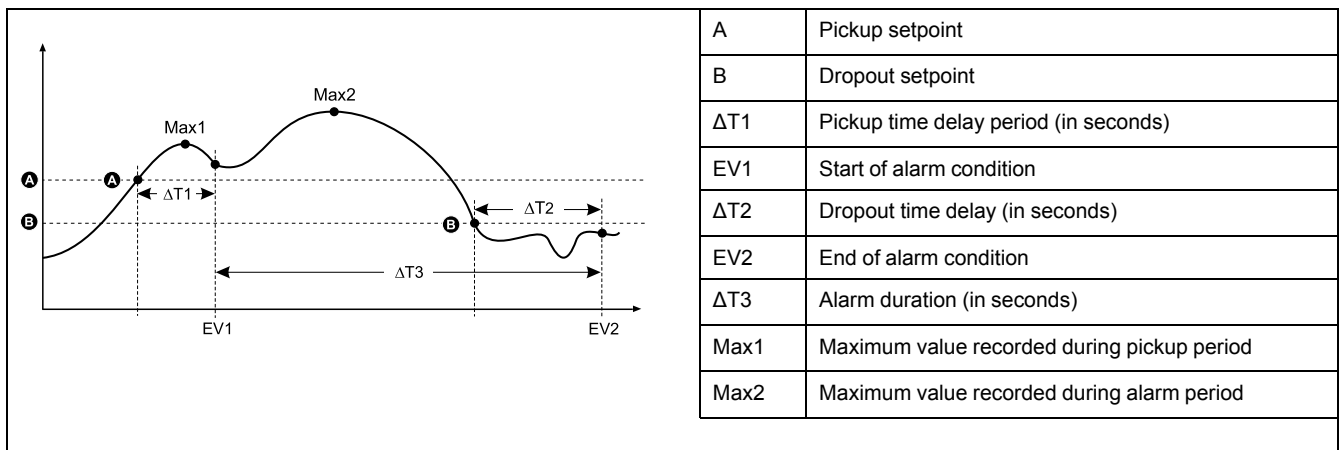 Max2
Max1
A
A
ΔT1
B
B
ΔT2
ΔT3
EV1
EV2
A Pickup setpoint
B Dropout setpoint
ΔT1 Pickup time delay period (in seconds)
EV1 Start of alarm condition
ΔT2 Dropout time delay (in seconds)
EV2 End of alarm condition
ΔT3 Alarm duration (in seconds)
Max1 Maximum value recorded during pickup period
Max2 Maximum value recorded during alarm period